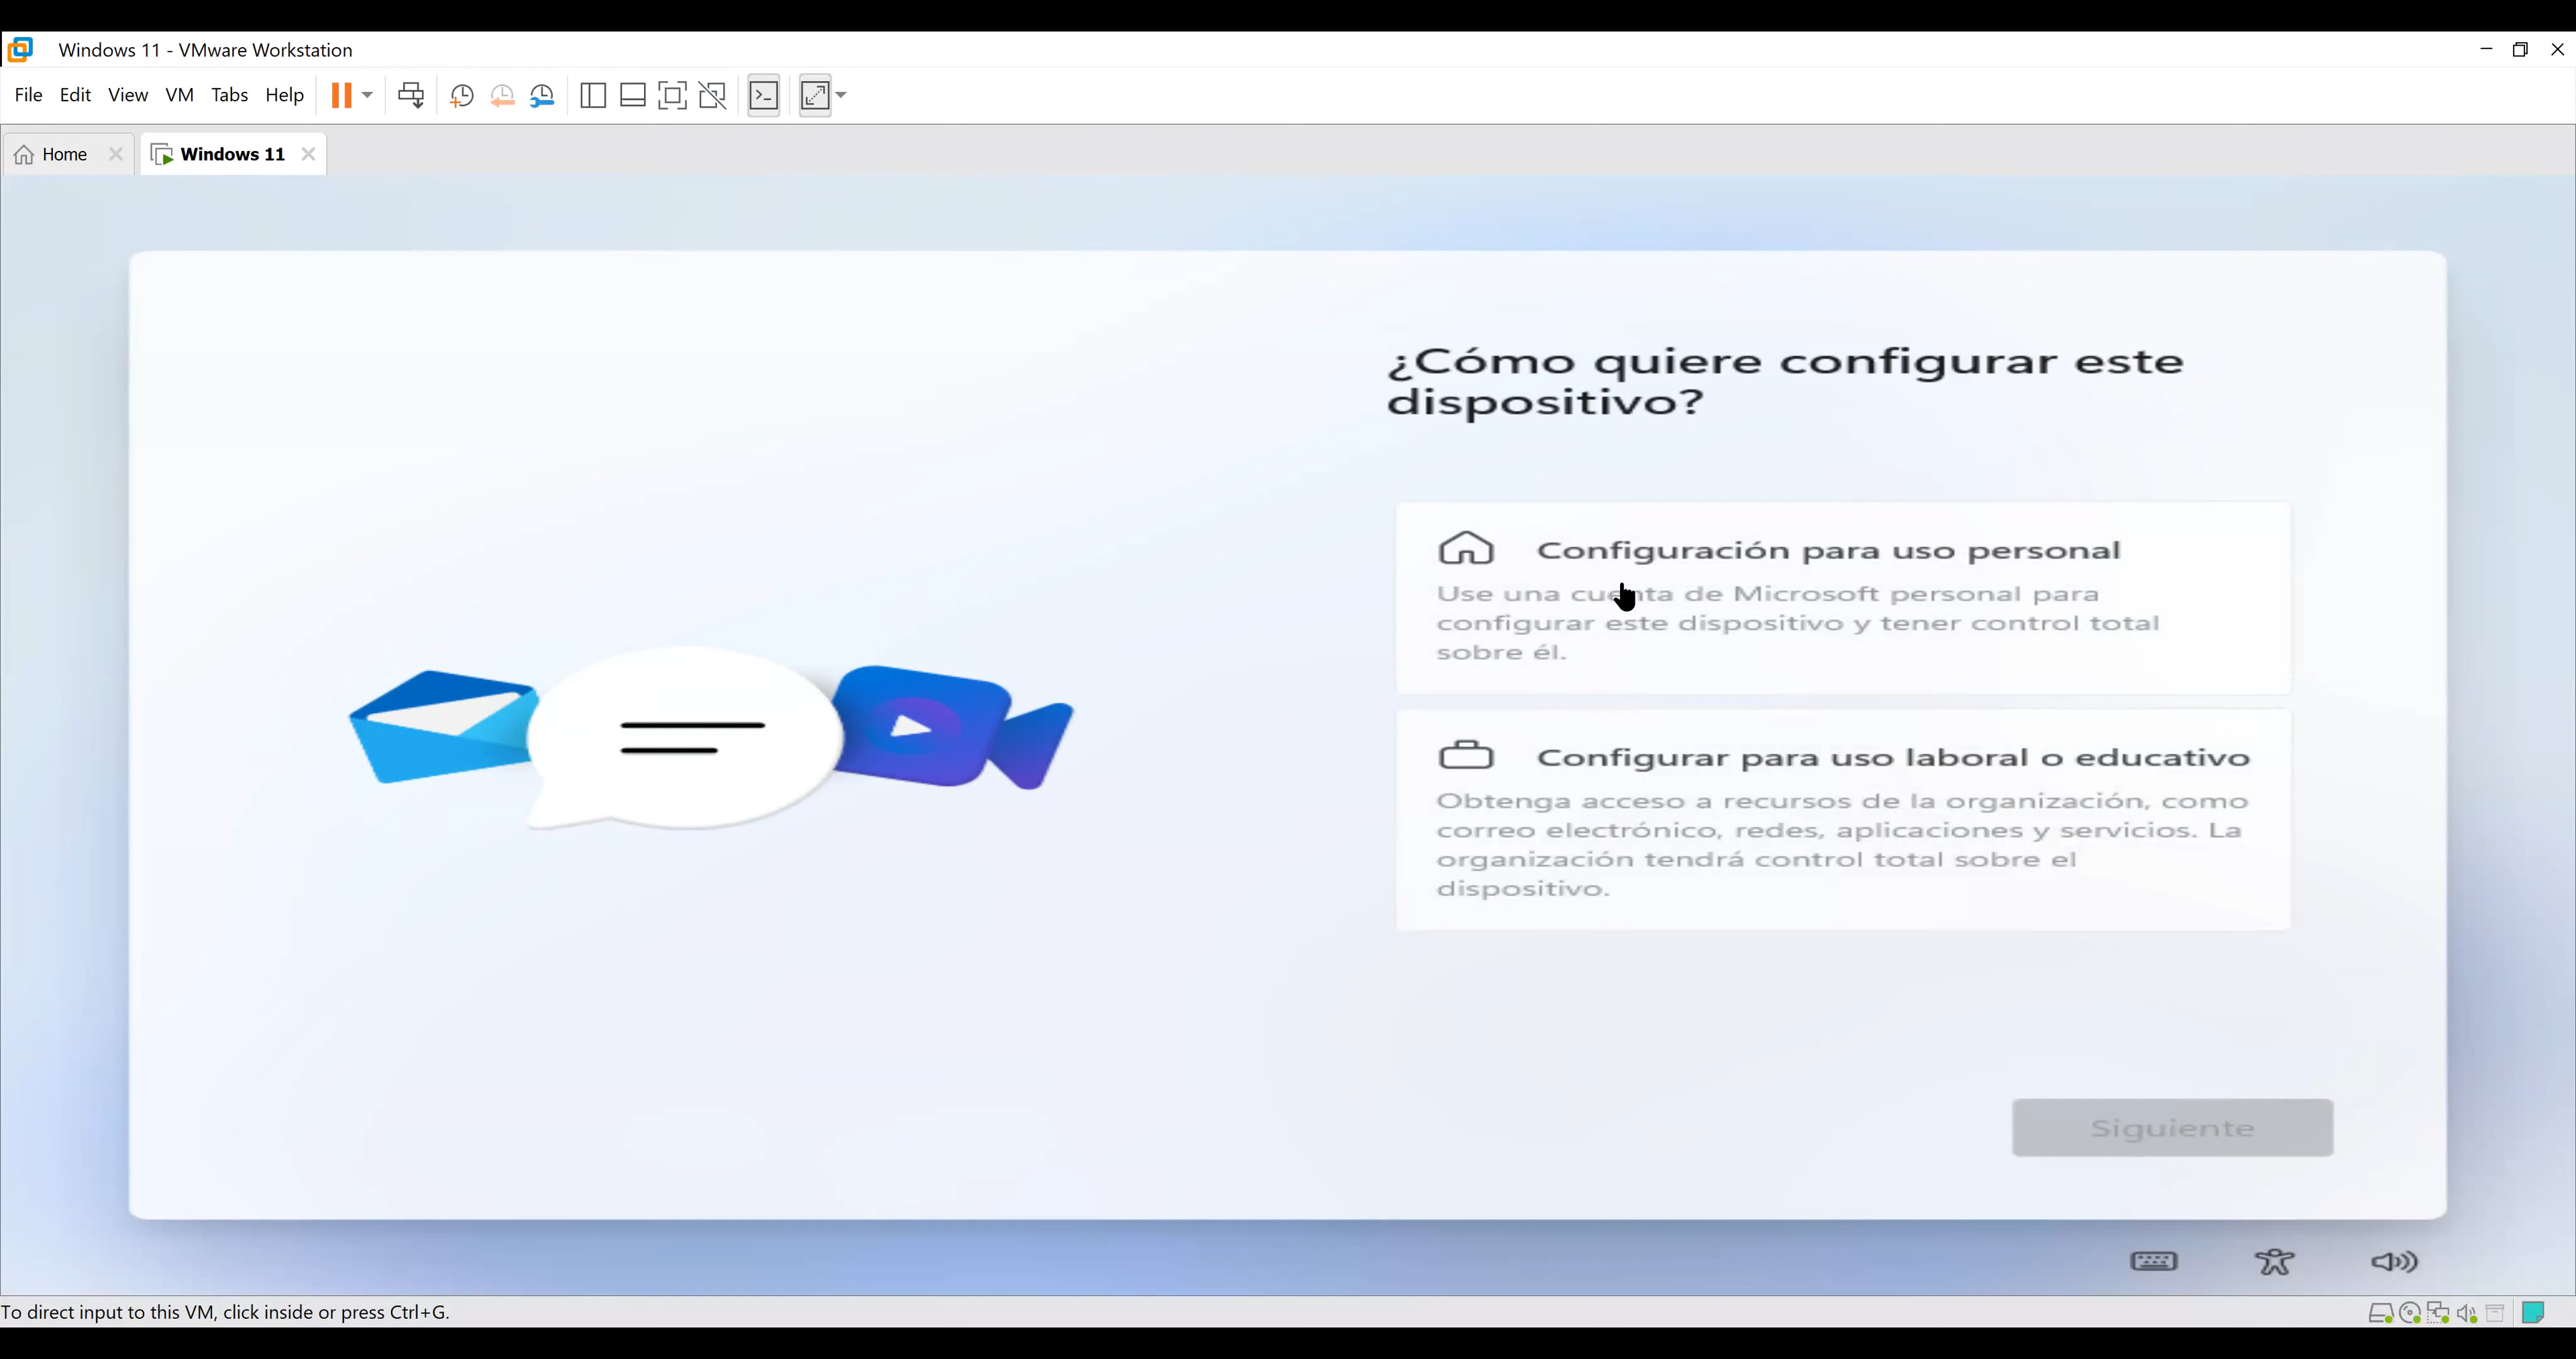 Windows 11 - VMware Workstation
File Edit View VM Tabs Help
Home
Windows 11
¿Cómo quiere configurar este
dispositivo?
Configuración para uso personal
Use una cuenta de Microsoft personal para
configurar este dispositivo y tener control total
sobre él.
Configurar para uso laboral o educativo
Obtenga acceso a recursos de la organización, como
correo electrónico, redes, aplicaciones y servicios. La
organización tendrá control total sobre el
dispositivo.
Siguiente
To direct input to this VM, click inside or press Ctrl+G.